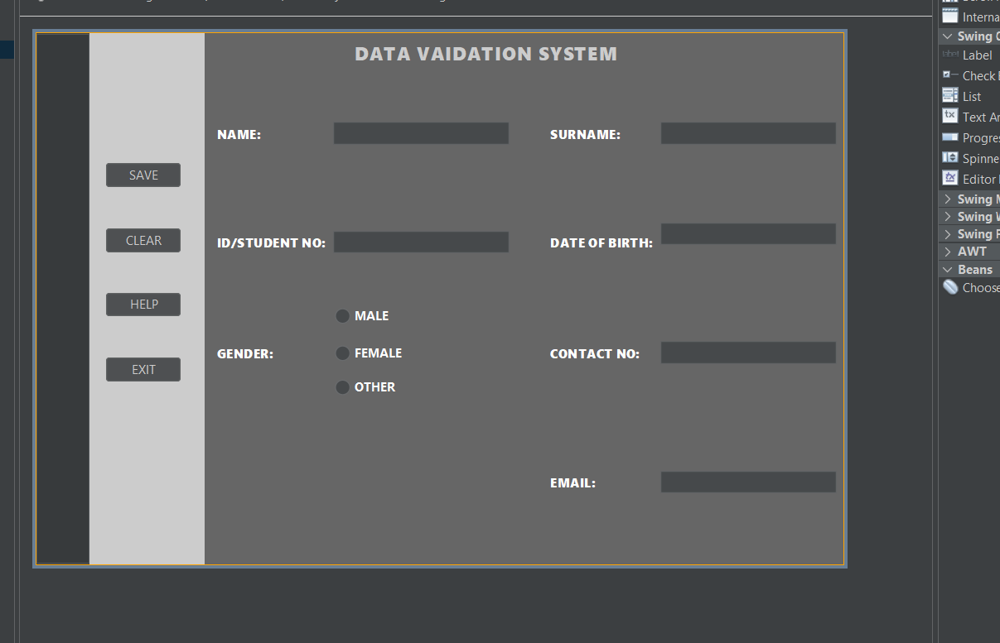 DATA VAIDATION SYSTEM
NAME:
SURNAME:
SAVE
CLEAR
ID/STUDENT NO:
DATE OF BIRTH:
HELP
MALE
GENDER:
FEMALE
CONTACT NO:
EXIT
OTHER
EMAIL:
Interna
Swing C
Label
label
Check
List
Text Ar
tx
Progres
Spinne
Editor
Swing
Swing
Swing
AWT
Beans
Choose